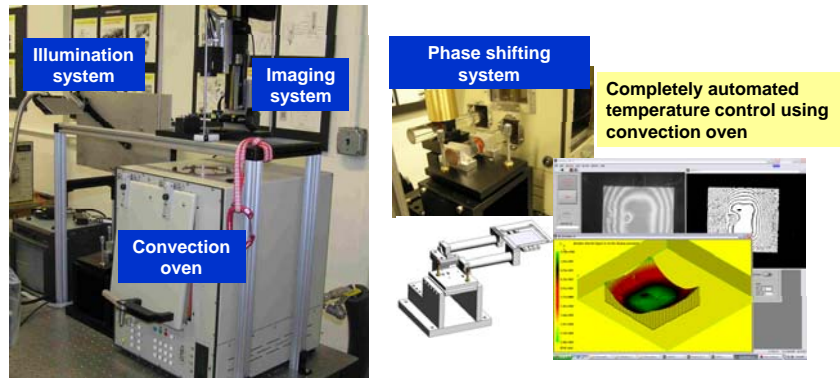 Illumination
system
Imaging
system
Convection
oven
Phase shifting
system
Completely automated
temperature control using
convection oven